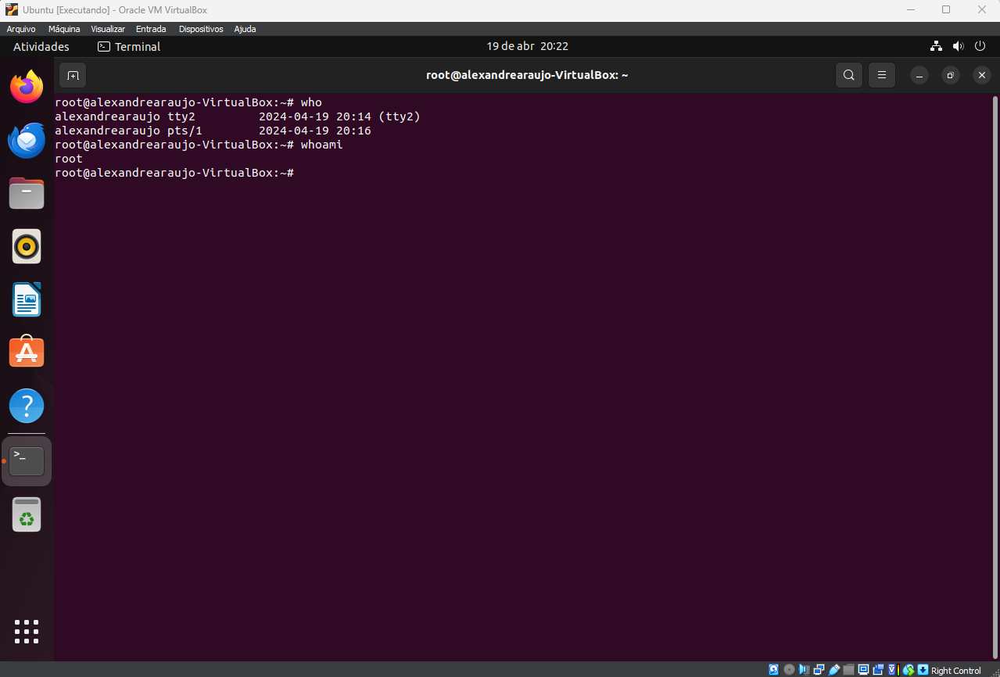 Ubuntu [Executando] - Oracle VM VirtualBox
Arquivo Máquina Visualizar Entrada Dispositivos Ajuda
Atividades Terminal 19 de abr 20:22
root@alexandrearaujo-VirtualBox: ~
root@alexandrearaujo-VirtualBox:~# who
alexandrearaujo tty2         2024-04-19 20:14 (tty2)
alexandrearaujo pts/1        2024-04-19 20:16
root@alexandrearaujo-VirtualBox:~# whoami
root
root@alexandrearaujo-VirtualBox:~#
Right Control